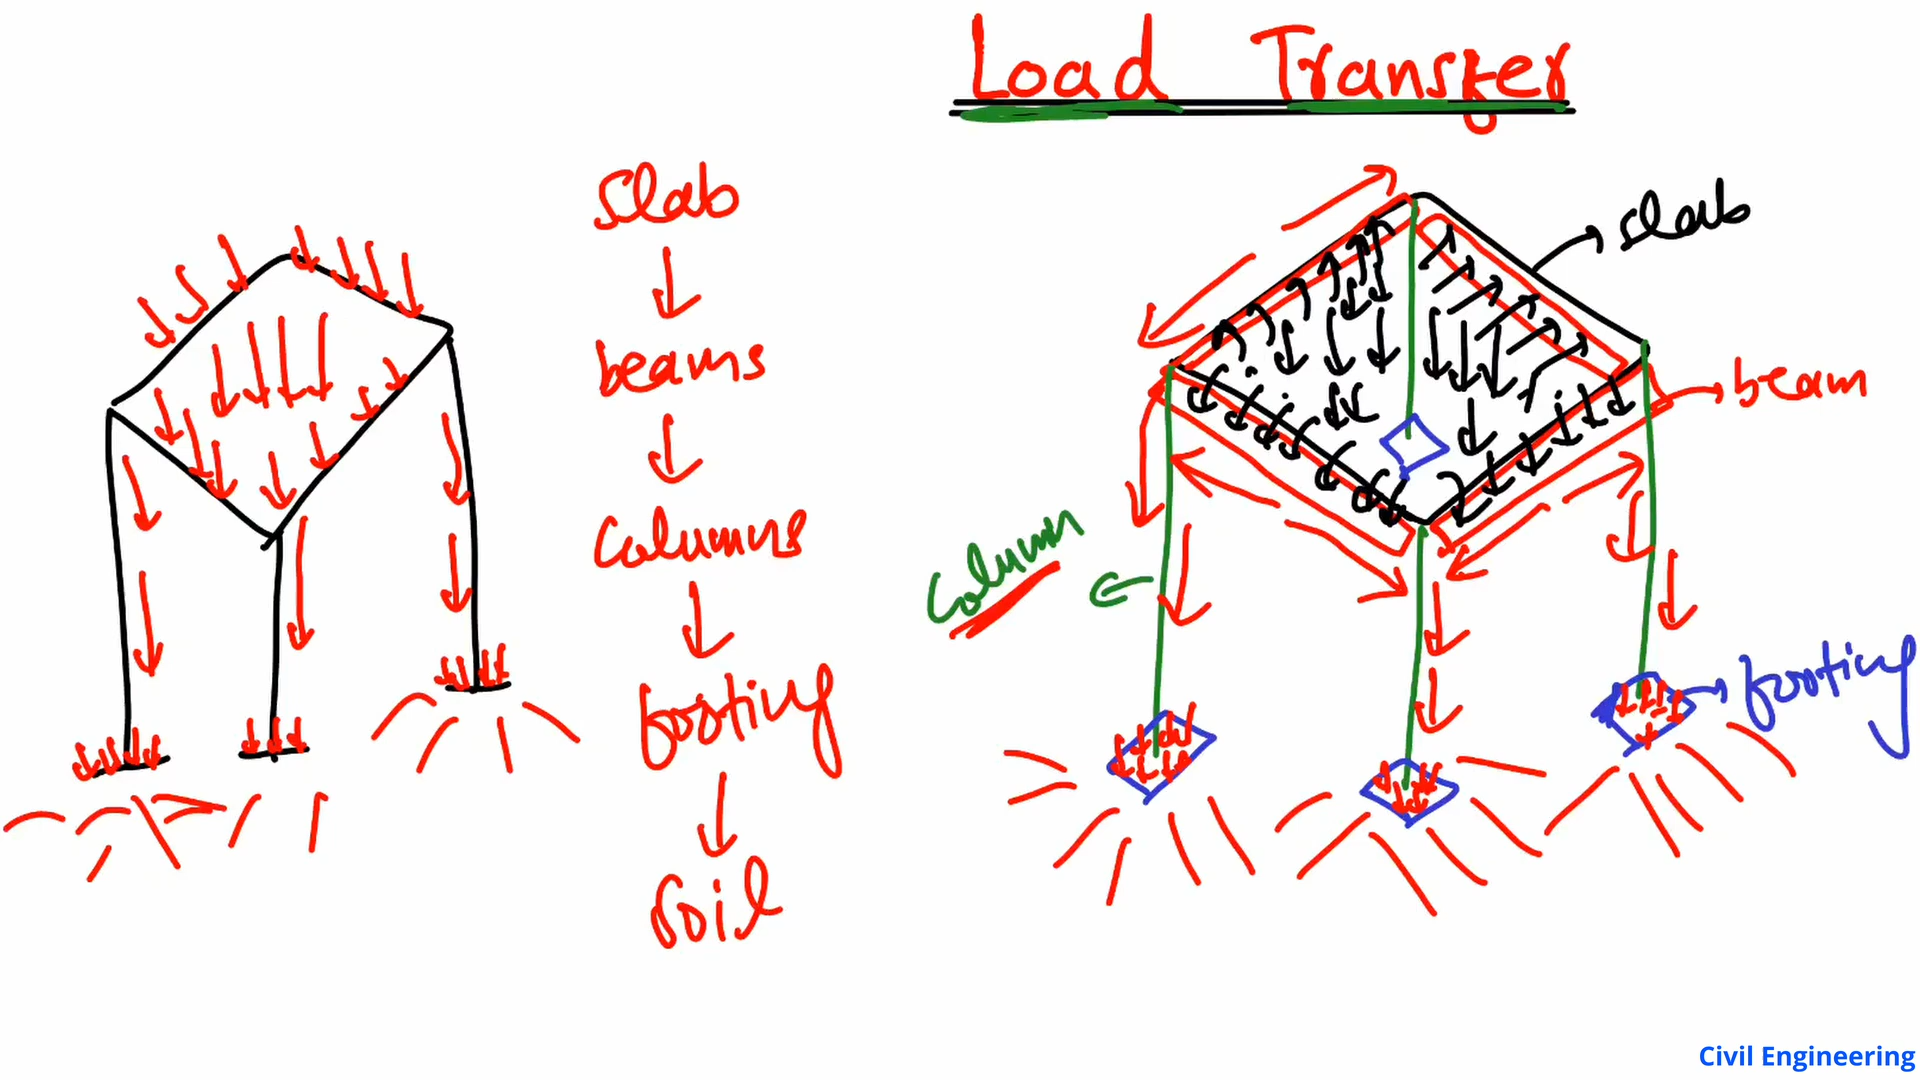 Load Transfer
Slab
beams
Columns
footing
Soil
slab
beam
Column
footing
Civil Engineering